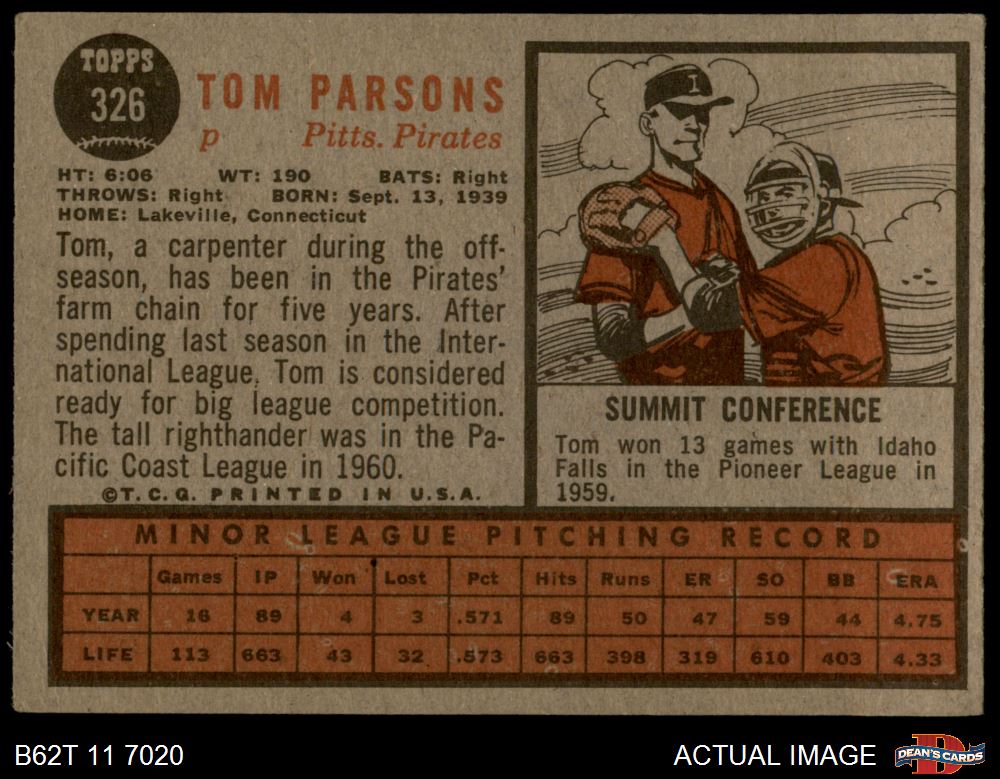 TOPPS
326
TOM PARSONS
p Pitts. Pirates
HT: 6:06 WT: 190 BATS: Right
THROWS: Right BORN: Sept. 13, 1939
HOME: Lakeville, Connecticut
Tom, a carpenter during the off-
season, has been in the Pirates'
farm chain for five years. After
spending last season in the Inter-
national League, Tom is considered
ready for big league competition.
The tall righthander was in the Pa-
cific Coast League in 1960.
©T.C.G. PRINTED IN U.S.A.
I
SUMMIT CONFERENCE
Tom won 13 games with Idaho
Falls in the Pioneer League in
1959.
MINOR LEAGUE PITCHING RECORD
Games IP Won Lost Pct Hits Runs ER SO BB ERA
YEAR 16 89 4 3 .571 89 50 47 59 44 4.75
LIFE 113 663 43 32 .573 663 398 319 610 403 4.33
B62T 11 7020 ACTUAL IMAGE DEAN'S CARDS